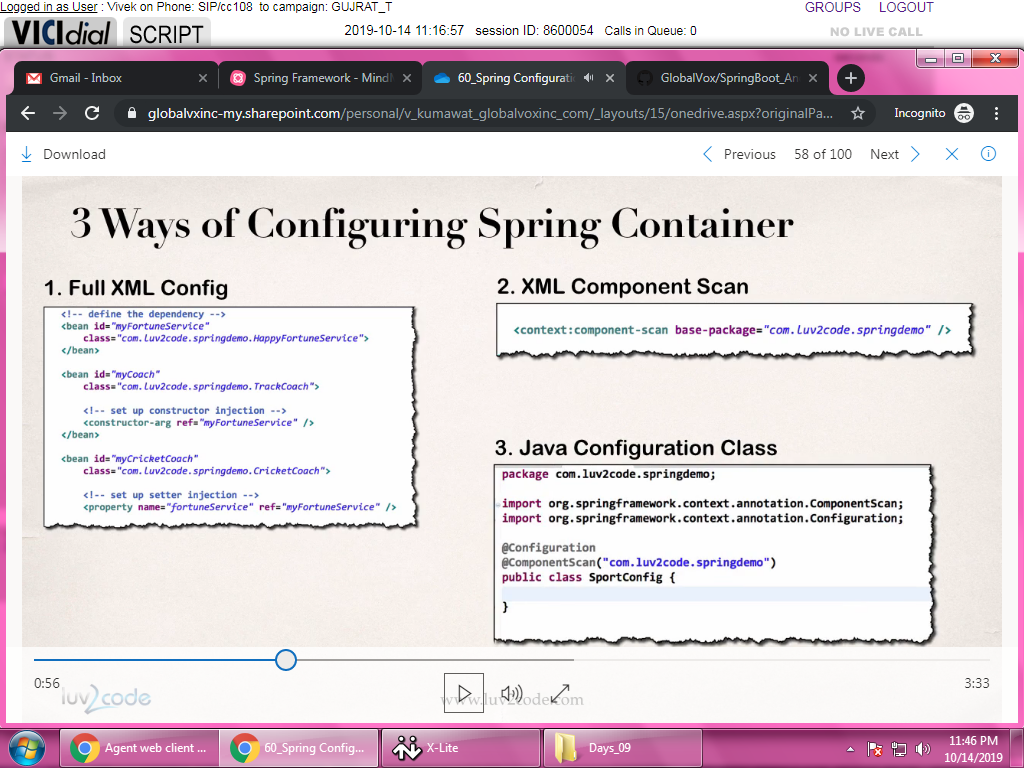 Logged in as User : Vivek on Phone: SIP/cc108 to campaign: GUJRAT_T
GROUPS LOGOUT
VICIdial SCRIPT
2019-10-14 11:16:57 session ID: 8600054 Calls in Queue: 0
NO LIVE CALL
Gmail - Inbox
Spring Framework - Mind
60_Spring Configurati
GlobalVox/SpringBoot_An
globalvxinc-my.sharepoint.com/personal/v_kumawat_globalvoxinc_com/_layouts/15/onedrive.aspx?originalPa...
Incognito
Download
Previous 58 of 100 Next
3 Ways of Configuring Spring Container
1. Full XML Config
<!-- define the dependency -->
<bean id="myFortuneService"
class="com.luv2code.springdemo.HappyFortuneService">
</bean>
<bean id="myCoach"
class="com.luv2code.springdemo.TrackCoach">
<!-- set up constructor injection -->
<constructor-arg ref="myFortuneService" />
</bean>
<bean id="myCricketCoach"
class="com.luv2code.springdemo.CricketCoach">
<!-- set up setter injection -->
<property name="fortuneService" ref="myFortuneService" />
2. XML Component Scan
<context:component-scan base-package="com.luv2code.springdemo" />
3. Java Configuration Class
package com.luv2code.springdemo;
import org.springframework.context.annotation.ComponentScan;
import org.springframework.context.annotation.Configuration;
@Configuration
@ComponentScan("com.luv2code.springdemo")
public class SportConfig {
}
0:56
3:33
luv2code
www.luv2code.com
Agent web client ...
60_Spring Config...
X-Lite
Days_09
11:46 PM
10/14/2019